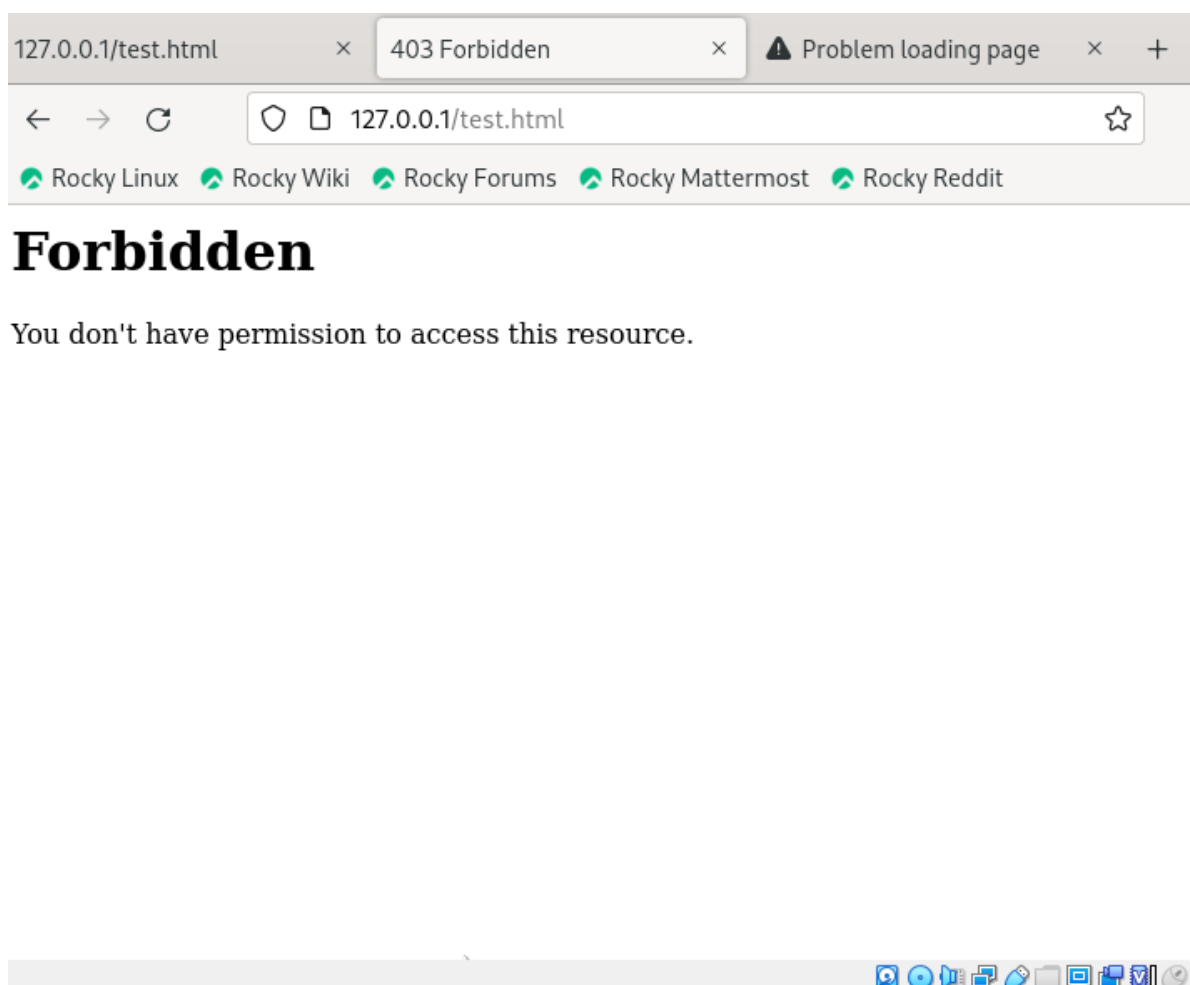 127.0.0.1/test.html 403 Forbidden Problem loading page
127.0.0.1/test.html
Rocky Linux Rocky Wiki Rocky Forums Rocky Mattermost Rocky Reddit
Forbidden
You don't have permission to access this resource.